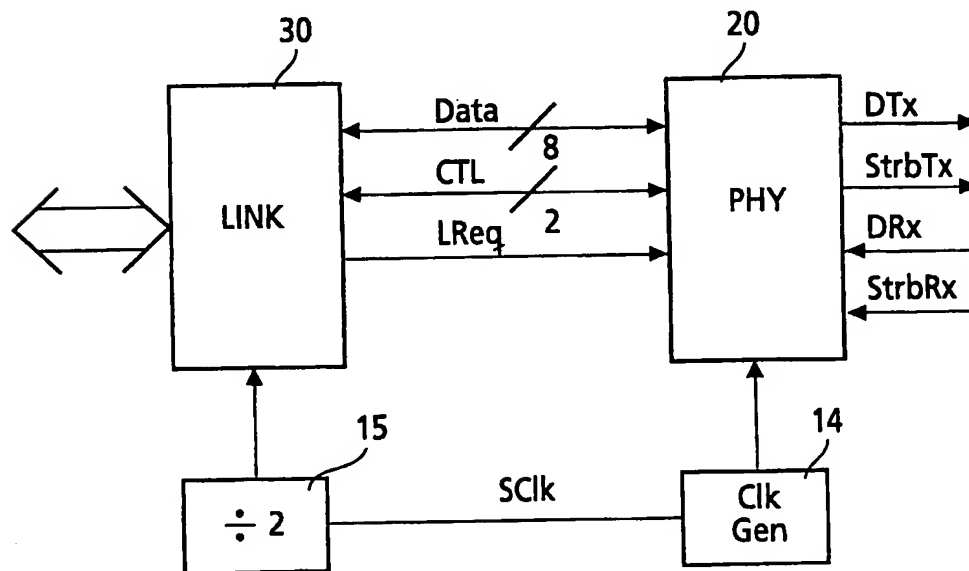 30
20
Data
8
DTx
CTL
2
StrbTx
LINK
PHY
LReq
DRx
StrbRx
15
14
SClk
÷ 2
Clk
Gen